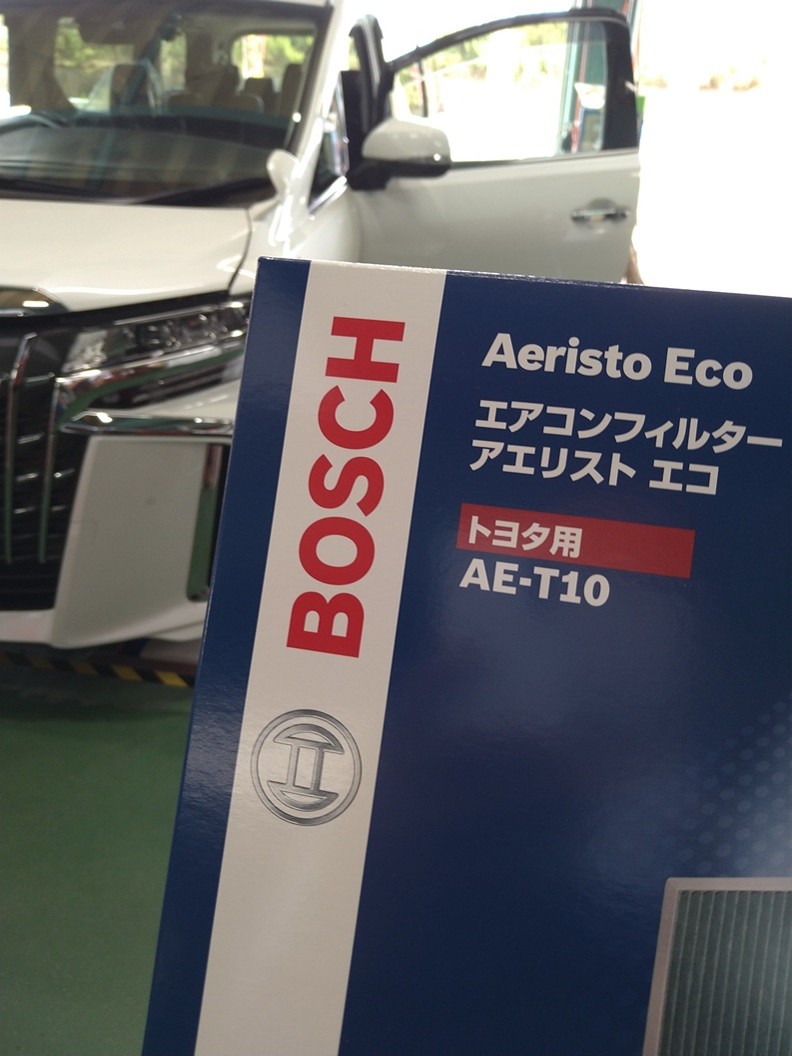 BOSCH
Aeristo Eco
エアコンフィルター
アエリスト エコ
トヨタ用
AE-T10